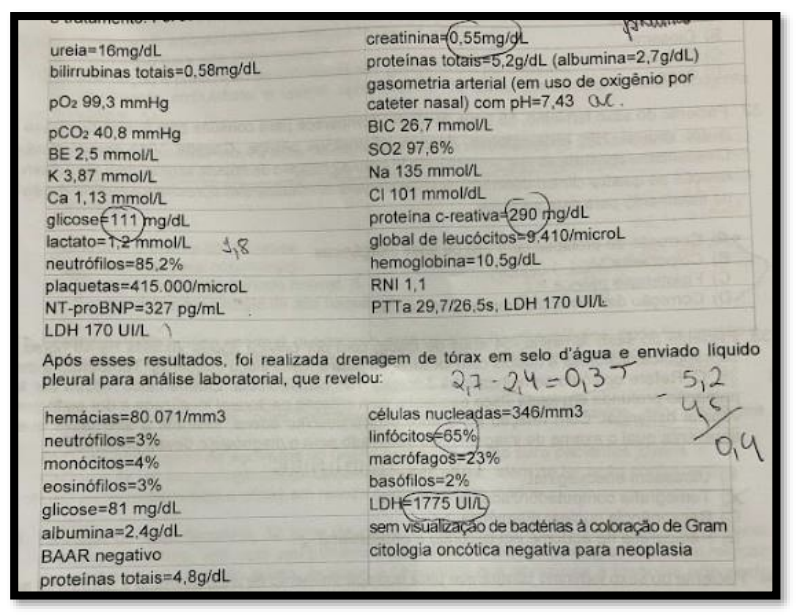 ureia=16mg/dL creatinina=0,55mg/dL
bilirrubinas totais=0,58mg/dL proteínas totais=5,2g/dL (albumina=2,7g/dL)
pO2 99,3 mmHg gasometria arterial (em uso de oxigênio por
cateter nasal) com pH=7,43
pCO2 40,8 mmHg BIC 26,7 mmol/L
BE 2,5 mmol/L SO2 97,6%
K 3,87 mmol/L Na 135 mmol/L
Ca 1,13 mmol/L Cl 101 mmol/dL
glicose=111 mg/dL proteína c-reativa=290 mg/dL
lactato=1,2 mmol/L 1,8 global de leucócitos=9.410/microL
neutrófilos=85,2% hemoglobina=10,5g/dL
plaquetas=415.000/microL RNI 1,1
NT-proBNP=327 pg/mL PTTa 29,7/26,5s, LDH 170 UI/L
LDH 170 UI/L
Após esses resultados, foi realizada drenagem de tórax em selo d'água e enviado líquido
pleural para análise laboratorial, que revelou: 2,7 - 2,4 = 0,3 5,2
hemácias=80.071/mm3 células nucleadas=346/mm3
neutrófilos=3% linfócitos=65% 0,4
monócitos=4% macrófagos=23%
eosinófilos=3% basófilos=2%
glicose=81 mg/dL LDH=1775 UI/L
albumina=2,4g/dL sem visualização de bactérias à coloração de Gram
BAAR negativo citologia oncótica negativa para neoplasia
proteínas totais=4,8g/dL